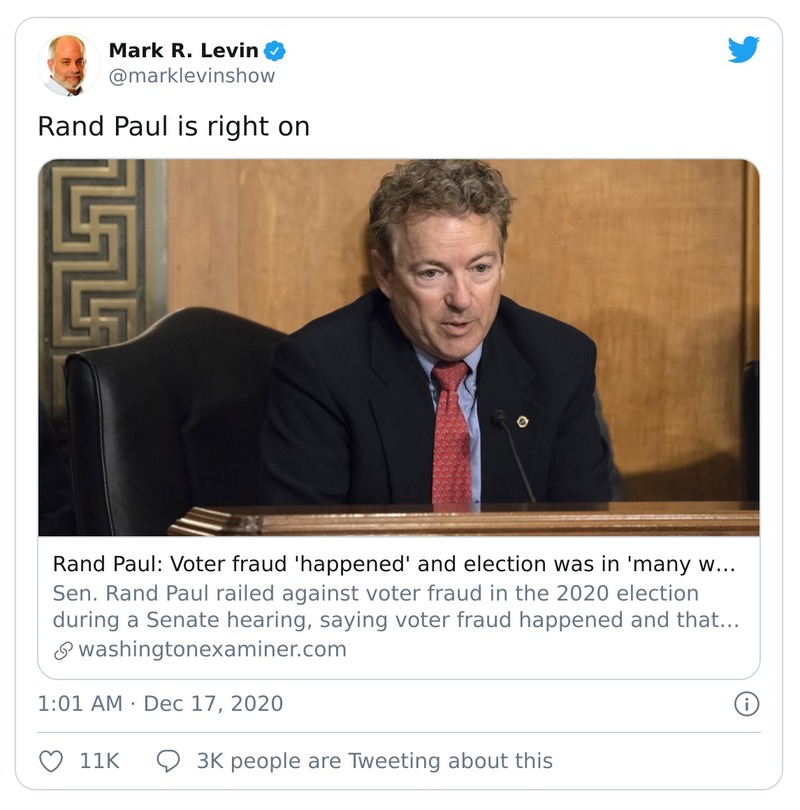 Mark R. Levin
@marklevinshow
Rand Paul is right on
Rand Paul: Voter fraud 'happened' and election was in 'many w...
Sen. Rand Paul railed against voter fraud in the 2020 election
during a Senate hearing, saying voter fraud happened and that...
washingtonexaminer.com
1:01 AM · Dec 17, 2020
11K 3K people are Tweeting about this